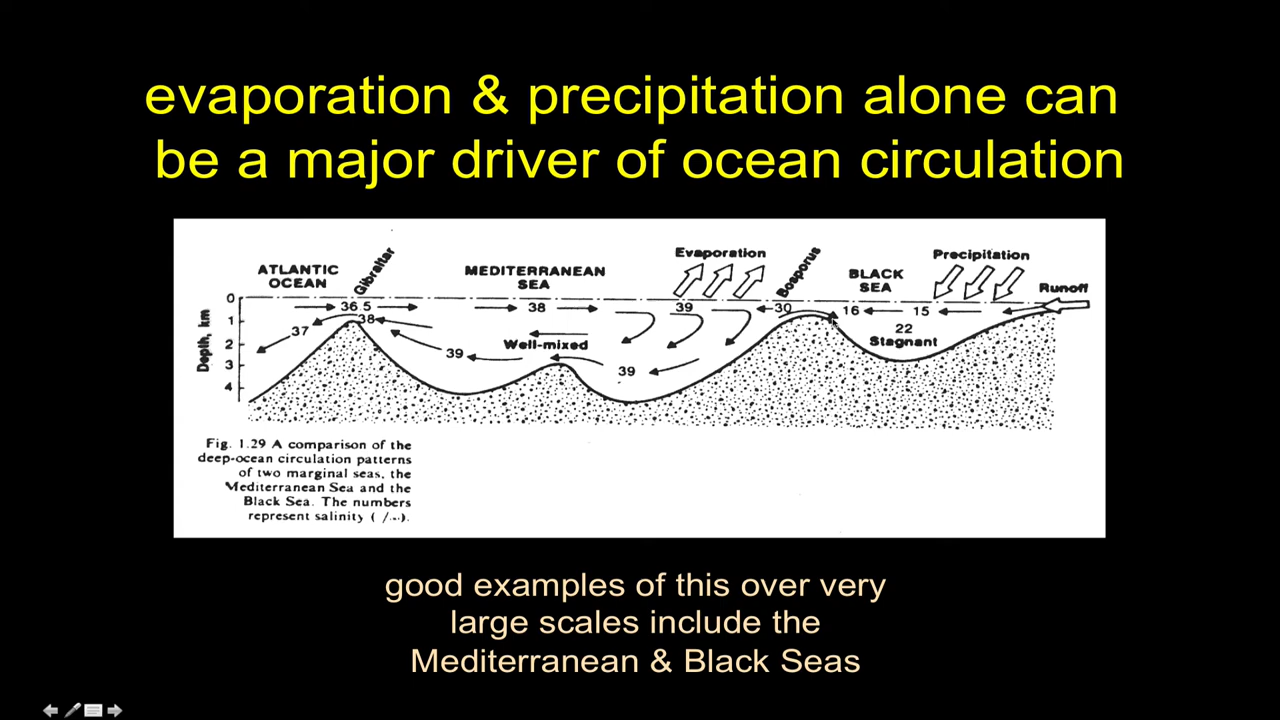 evaporation & precipitation alone can
be a major driver of ocean circulation
ATLANTIC
OCEAN
Gibraltar
MEDITERRANEAN
SEA
Evaporation
Bosporus
BLACK
SEA
Precipitation
Runoff
Depth, km
0
1
2
3
4
36.5
38
37
38
39
Well-mixed
39
39
30
16
15
22
Stagnant
Fig. 1.29 A comparison of the
deep-ocean circulation patterns
of two marginal seas, the
Mediterranean Sea and the
Black Sea. The numbers
represent salinity
good examples of this over very
large scales include the
Mediterranean & Black Seas